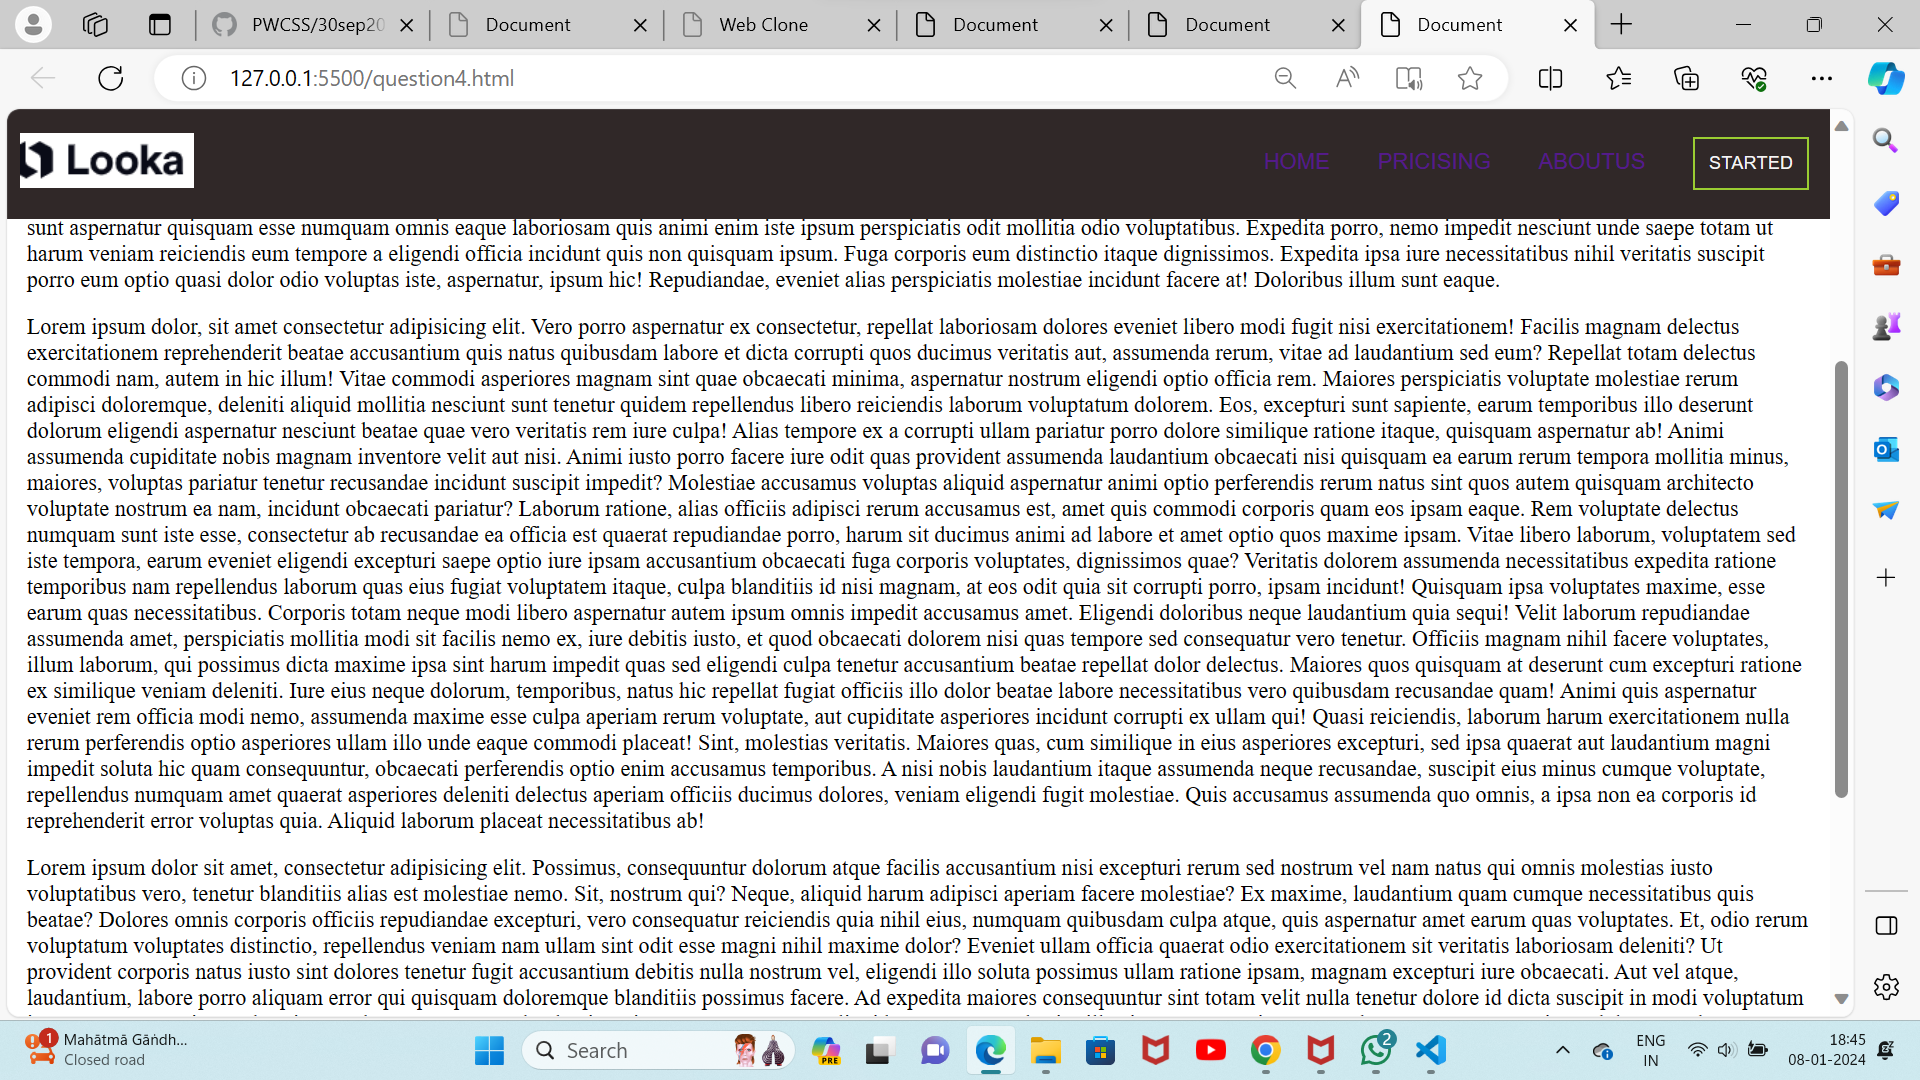 PWCSS/30sep20
Document
Web Clone
Document
Document
Document
127.0.0.1:5500/question4.html
Looka
HOME
PRICISING
ABOUTUS
STARTED
sunt aspernatur quisquam esse numquam omnis eaque laboriosam quis animi enim iste ipsum perspiciatis odit mollitia odio voluptatibus. Expedita porro, nemo impedit nesciunt unde saepe totam ut
harum veniam reiciendis eum tempore a eligendi officia incidunt quis non quisquam ipsum. Fuga corporis eum distinctio itaque dignissimos. Expedita ipsa iure necessitatibus nihil veritatis suscipit
porro eum optio quasi dolor odio voluptas iste, aspernatur, ipsum hic! Repudiandae, eveniet alias perspiciatis molestiae incidunt facere at! Doloribus illum sunt eaque.
Lorem ipsum dolor, sit amet consectetur adipisicing elit. Vero porro aspernatur ex consectetur, repellat laboriosam dolores eveniet libero modi fugit nisi exercitationem! Facilis magnam delectus
exercitationem reprehenderit beatae accusantium quis natus quibusdam labore et dicta corrupti quos ducimus veritatis aut, assumenda rerum, vitae ad laudantium sed eum? Repellat totam delectus
commodi nam, autem in hic illum! Vitae commodi asperiores magnam sint quae obcaecati minima, aspernatur nostrum eligendi optio officia rem. Maiores perspiciatis voluptate molestiae rerum
adipisci doloremque, deleniti aliquid mollitia nesciunt sunt tenetur quidem repellendus libero reiciendis laborum voluptatum dolorem. Eos, excepturi sunt sapiente, earum temporibus illo deserunt
dolorum eligendi aspernatur nesciunt beatae quae vero veritatis rem iure culpa! Alias tempore ex a corrupti ullam pariatur porro dolore similique ratione itaque, quisquam aspernatur ab! Animi
assumenda cupiditate nobis magnam inventore velit aut nisi. Animi iusto porro facere iure odit quas provident assumenda laudantium obcaecati nisi quisquam ea earum rerum tempora mollitia minus,
maiores, voluptas pariatur tenetur recusandae incidunt suscipit impedit? Molestiae accusamus voluptas aliquid aspernatur animi optio perferendis rerum natus sint quos autem quisquam architecto
voluptate nostrum ea nam, incidunt obcaecati pariatur? Laborum ratione, alias officiis adipisci rerum accusamus est, amet quis commodi corporis quam eos ipsam eaque. Rem voluptate delectus
numquam sunt iste esse, consectetur ab recusandae ea officia est quaerat repudiandae porro, harum sit ducimus animi ad labore et amet optio quos maxime ipsam. Vitae libero laborum, voluptatem sed
iste tempora, earum eveniet eligendi excepturi saepe optio iure ipsam accusantium obcaecati fuga corporis voluptates, dignissimos quae? Veritatis dolorem assumenda necessitatibus expedita ratione
temporibus nam repellendus laborum quas eius fugiat voluptatem itaque, culpa blanditiis id nisi magnam, at eos odit quia sit corrupti porro, ipsam incidunt! Quisquam ipsa voluptates maxime, esse
earum quas necessitatibus. Corporis totam neque modi libero aspernatur autem ipsum omnis impedit accusamus amet. Eligendi doloribus neque laudantium quia sequi! Velit laborum repudiandae
assumenda amet, perspiciatis mollitia modi sit facilis nemo ex, iure debitis iusto, et quod obcaecati dolorem nisi quas tempore sed consequatur vero tenetur. Officiis magnam nihil facere voluptates,
illum laborum, qui possimus dicta maxime ipsa sint harum impedit quas sed eligendi culpa tenetur accusantium beatae repellat dolor delectus. Maiores quos quisquam at deserunt cum excepturi ratione
ex similique veniam deleniti. Iure eius neque dolorum, temporibus, natus hic repellat fugiat officiis illo dolor beatae labore necessitatibus vero quibusdam recusandae quam! Animi quis aspernatur
eveniet rem officia modi nemo, assumenda maxime esse culpa aperiam rerum voluptate, aut cupiditate asperiores incidunt corrupti ex ullam qui! Quasi reiciendis, laborum harum exercitationem nulla
rerum perferendis optio asperiores ullam illo unde eaque commodi placeat! Sint, molestias veritatis. Maiores quas, cum similique in eius asperiores excepturi, sed ipsa quaerat aut laudantium magni
impedit soluta hic quam consequuntur, obcaecati perferendis optio enim accusamus temporibus. A nisi nobis laudantium itaque assumenda neque recusandae, suscipit eius minus cumque voluptate,
repellendus numquam amet quaerat asperiores deleniti delectus aperiam officiis ducimus dolores, veniam eligendi fugit molestiae. Quis accusamus assumenda quo omnis, a ipsa non ea corporis id
reprehenderit error voluptas quia. Aliquid laborum placeat necessitatibus ab!
Lorem ipsum dolor sit amet, consectetur adipisicing elit. Possimus, consequuntur dolorum atque facilis accusantium nisi excepturi rerum sed nostrum vel nam natus qui omnis molestias iusto
voluptatibus vero, tenetur blanditiis alias est molestiae nemo. Sit, nostrum qui? Neque, aliquid harum adipisci aperiam facere molestiae? Ex maxime, laudantium quam cumque necessitatibus quis
beatae? Dolores omnis corporis officiis repudiandae excepturi, vero consequatur reiciendis quia nihil eius, numquam quibusdam culpa atque, quis aspernatur amet earum quas voluptates. Et, odio rerum
voluptatum voluptates distinctio, repellendus veniam nam ullam sint odit esse magni nihil maxime dolor? Eveniet ullam officia quaerat odio exercitationem sit veritatis laboriosam deleniti? Ut
provident corporis natus iusto sint dolores tenetur fugit accusantium debitis nulla nostrum vel, eligendi illo soluta possimus ullam ratione ipsam, magnam excepturi iure obcaecati. Aut vel atque,
laudantium, labore porro aliquam error qui quisquam doloremque blanditiis possimus facere. Ad expedita maiores consequuntur sint totam velit nulla tenetur dolore id dicta suscipit in modi voluptatum
1
Mahātmā Gāndh...
Closed road
Search
PRE
2
ENG
IN
18:45
08-01-2024